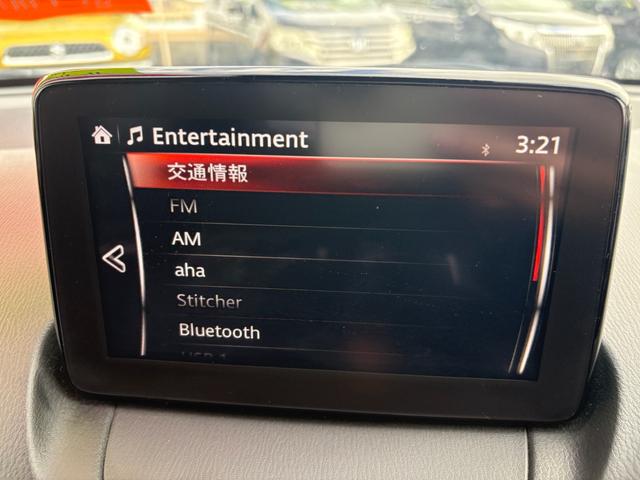 Entertainment
3:21
交通情報
FM
AM
aha
Stitcher
Bluetooth